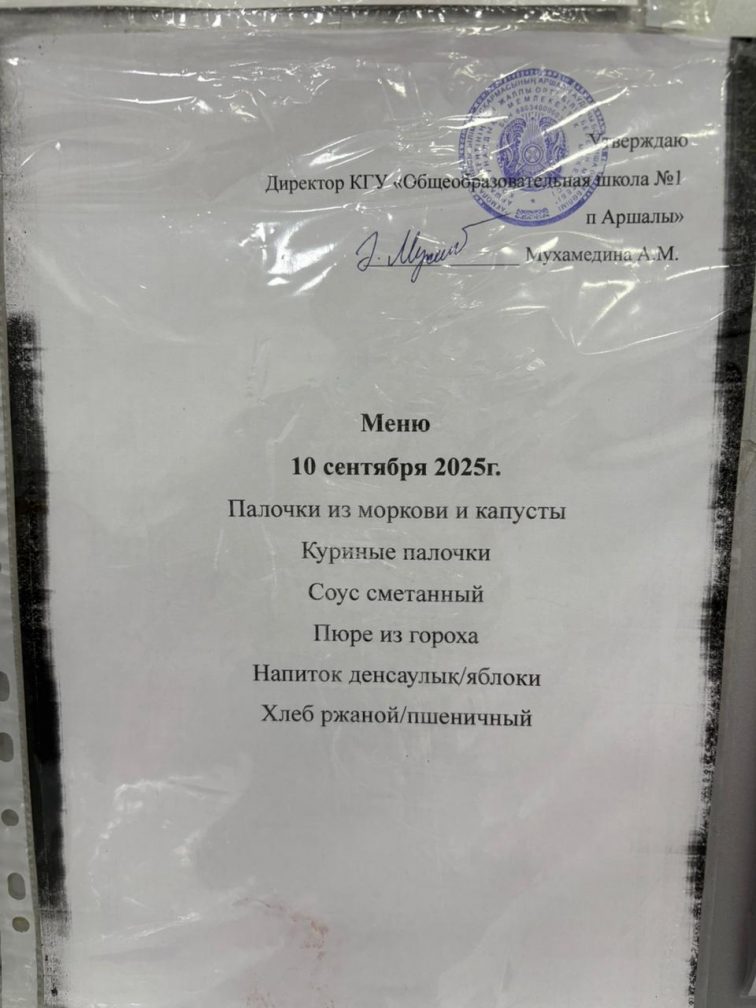 Утверждаю
Директор КГУ «Общеобразовательная школа №1
п Аршалы»
Мухамедина А.М.
Меню
10 сентября 2025г.
Палочки из моркови и капусты
Куриные палочки
Соус сметанный
Пюре из гороха
Напиток денсаулык/яблоки
Хлеб ржаной/пшеничный